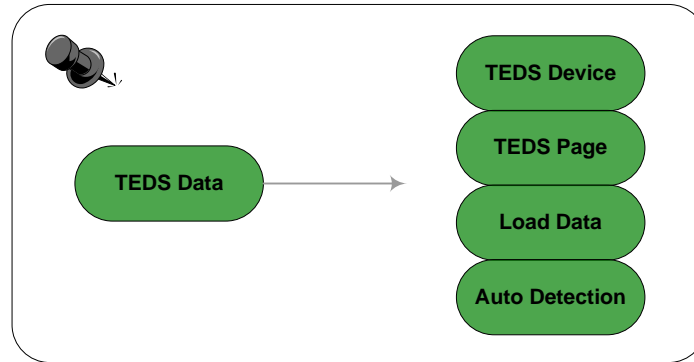 TEDS Device
TEDS Page
TEDS Data
Load Data
Auto Detection